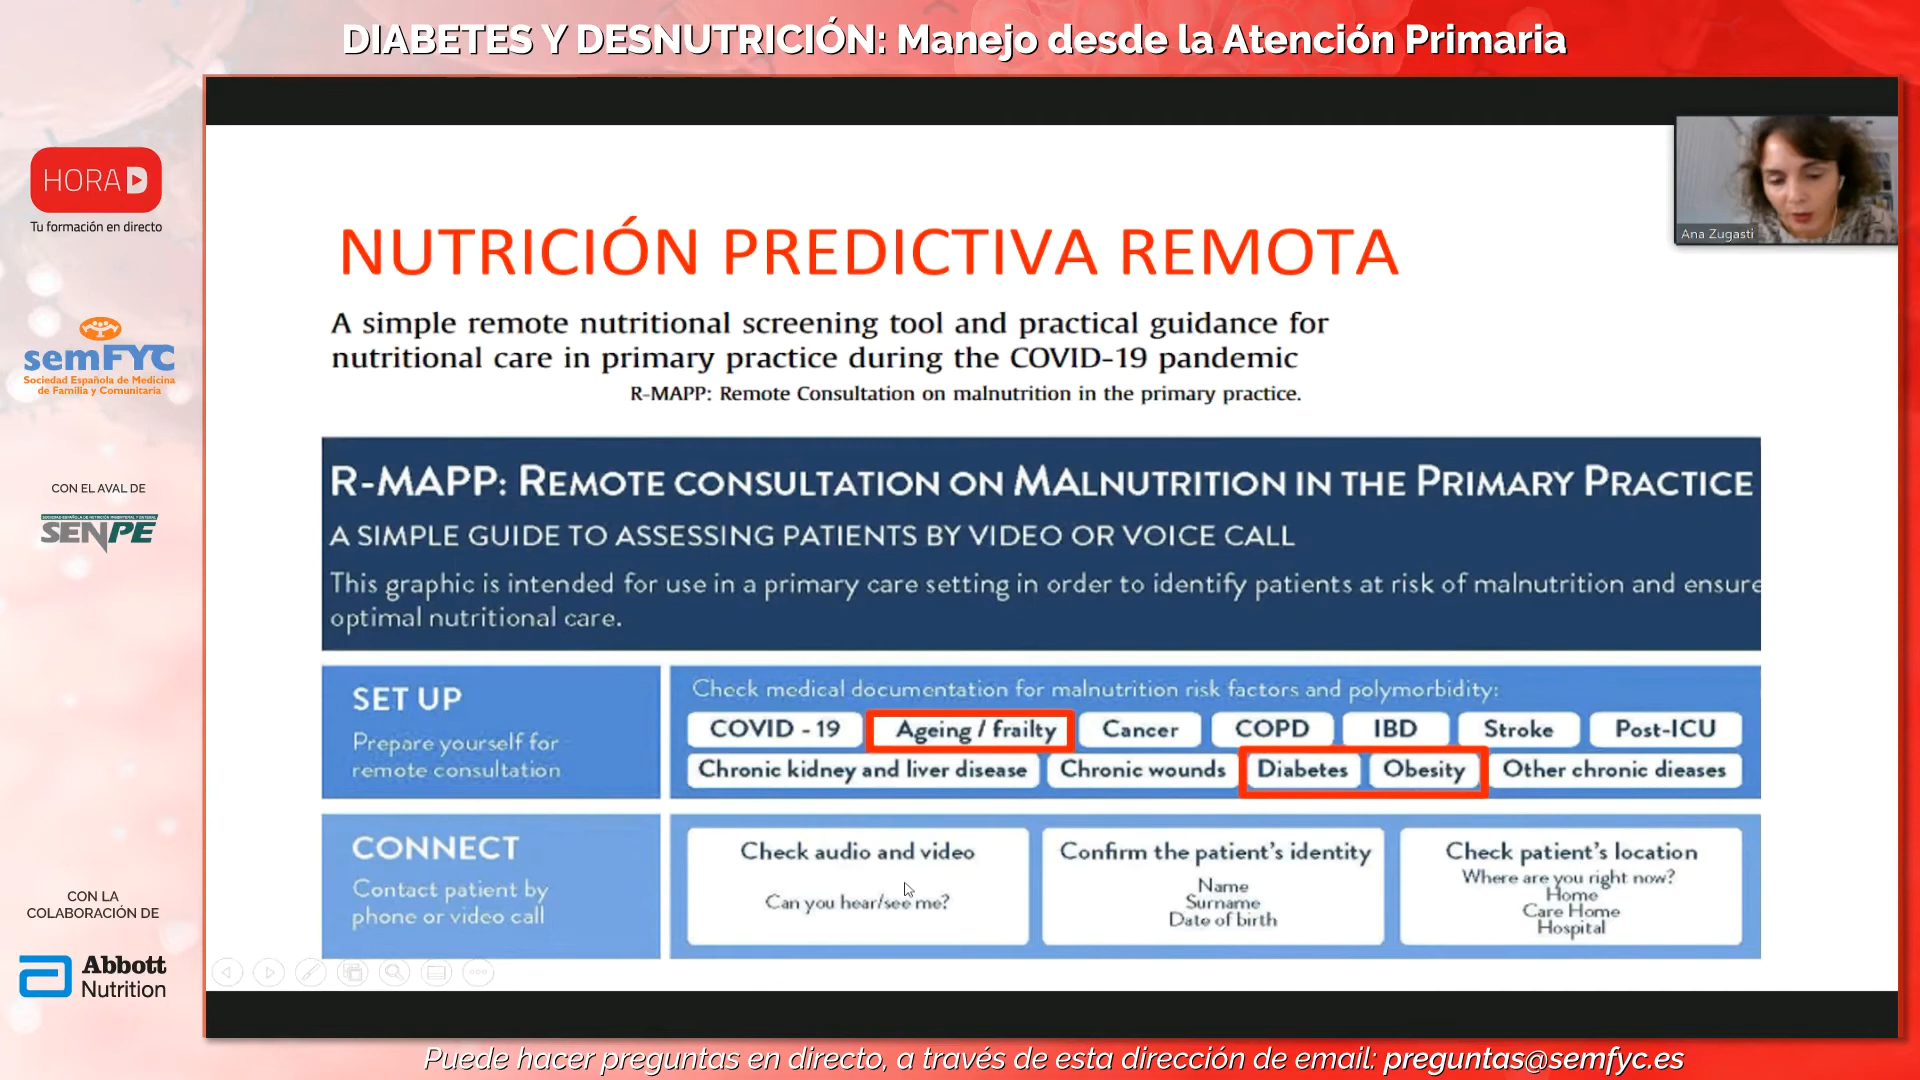 DIABETES Y DESNUTRICIÓN: Manejo desde la Atención Primaria
HORA D
Tu formación en directo
semFYC
Sociedad Española de Medicina
de Familia y Comunitaria
CON EL AVAL DE
SENPE
CON LA
COLABORACIÓN DE
Abbott
Nutrition
Ana Zugasti
NUTRICIÓN PREDICTIVA REMOTA
A simple remote nutritional screening tool and practical guidance for
nutritional care in primary practice during the COVID-19 pandemic
R-MAPP: Remote Consultation on malnutrition in the primary practice.
R-MAPP: REMOTE CONSULTATION ON MALNUTRITION IN THE PRIMARY PRACTICE
A SIMPLE GUIDE TO ASSESSING PATIENTS BY VIDEO OR VOICE CALL
This graphic is intended for use in a primary care setting in order to identify patients at risk of malnutrition and ensure
optimal nutritional care.
SET UP
Prepare yourself for
remote consultation
Check medical documentation for malnutrition risk factors and polymorbidity:
COVID - 19 Ageing / frailty Cancer COPD IBD Stroke Post-ICU
Chronic kidney and liver disease Chronic wounds Diabetes Obesity Other chronic dieases
CONNECT
Contact patient by
phone or video call
Check audio and video
Can you hear/see me?
Confirm the patient's identity
Name
Surname
Date of birth
Check patient's location
Where are you right now?
Home
Care Home
Hospital
Puede hacer preguntas en directo, a través de esta dirección de email: preguntas@semfyc.es